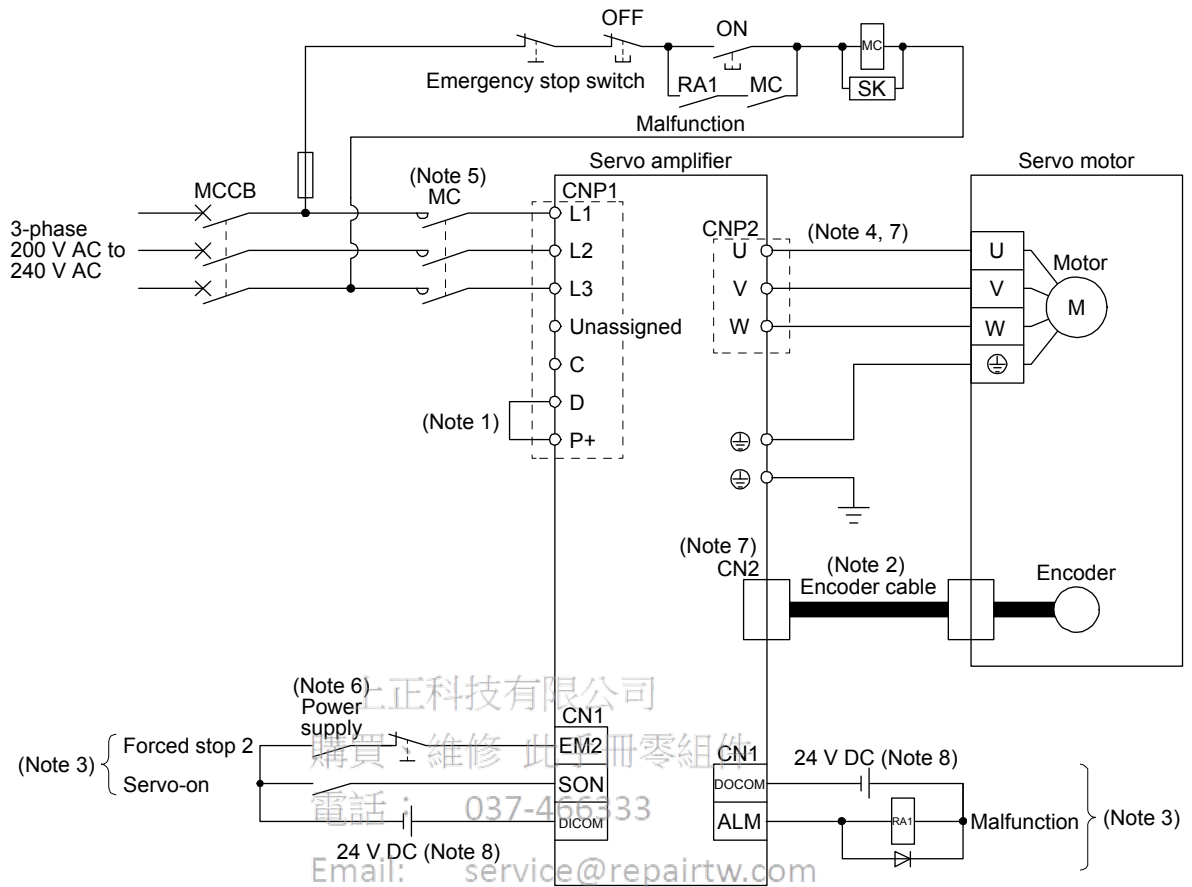 OFF
ON
MC
Emergency stop switch
RA1
MC
SK
Malfunction
Servo amplifier
Servo motor
MCCB
(Note 5)
MC
CNP1
3-phase
200 V AC to
240 V AC
L1
L2
L3
Unassigned
C
D
P+
(Note 1)
CNP2
U
V
W
(Note 4, 7)
U
V
W
Motor
M
(Note 7)
CN2
(Note 2)
Encoder cable
Encoder
上正科技有限公司
(Note 6)
Power
supply
購買、維修 此手冊零組件
CN1
(Note 3)
Forced stop 2
EM2
Servo-on
SON
DICOM
24 V DC (Note 8)
電話： 037-466333
CN1
DOCOM
24 V DC (Note 8)
ALM
RA1
Malfunction
(Note 3)
Email: service@repairtw.com